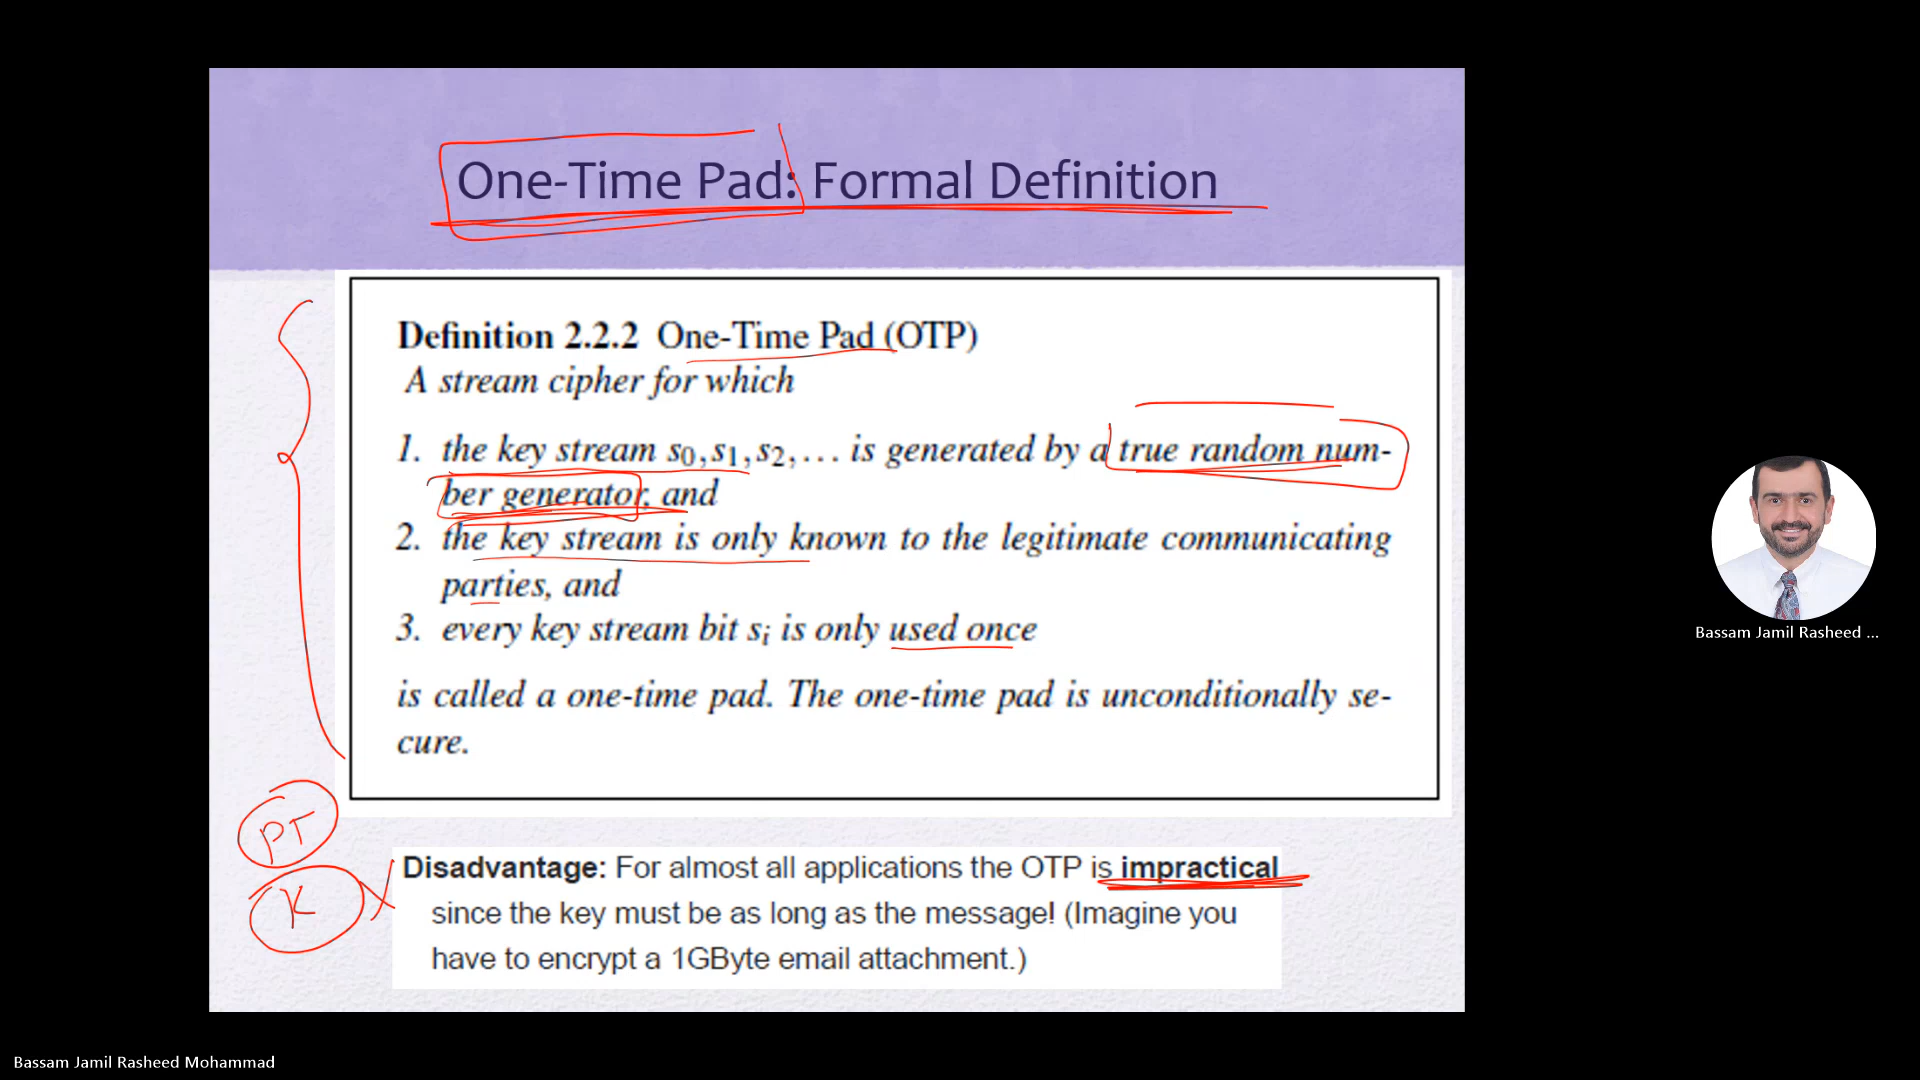 One-Time Pad: Formal Definition
Definition 2.2.2 One-Time Pad (OTP)
A stream cipher for which
1. the key stream s0,s1,s2,... is generated by a true random num-
ber generator, and
2. the key stream is only known to the legitimate communicating
parties, and
3. every key stream bit si is only used once
is called a one-time pad. The one-time pad is unconditionally se-
cure.
PT
K
Disadvantage: For almost all applications the OTP is impractical
since the key must be as long as the message! (Imagine you
have to encrypt a 1GByte email attachment.)
Bassam Jamil Rasheed ...
Bassam Jamil Rasheed Mohammad